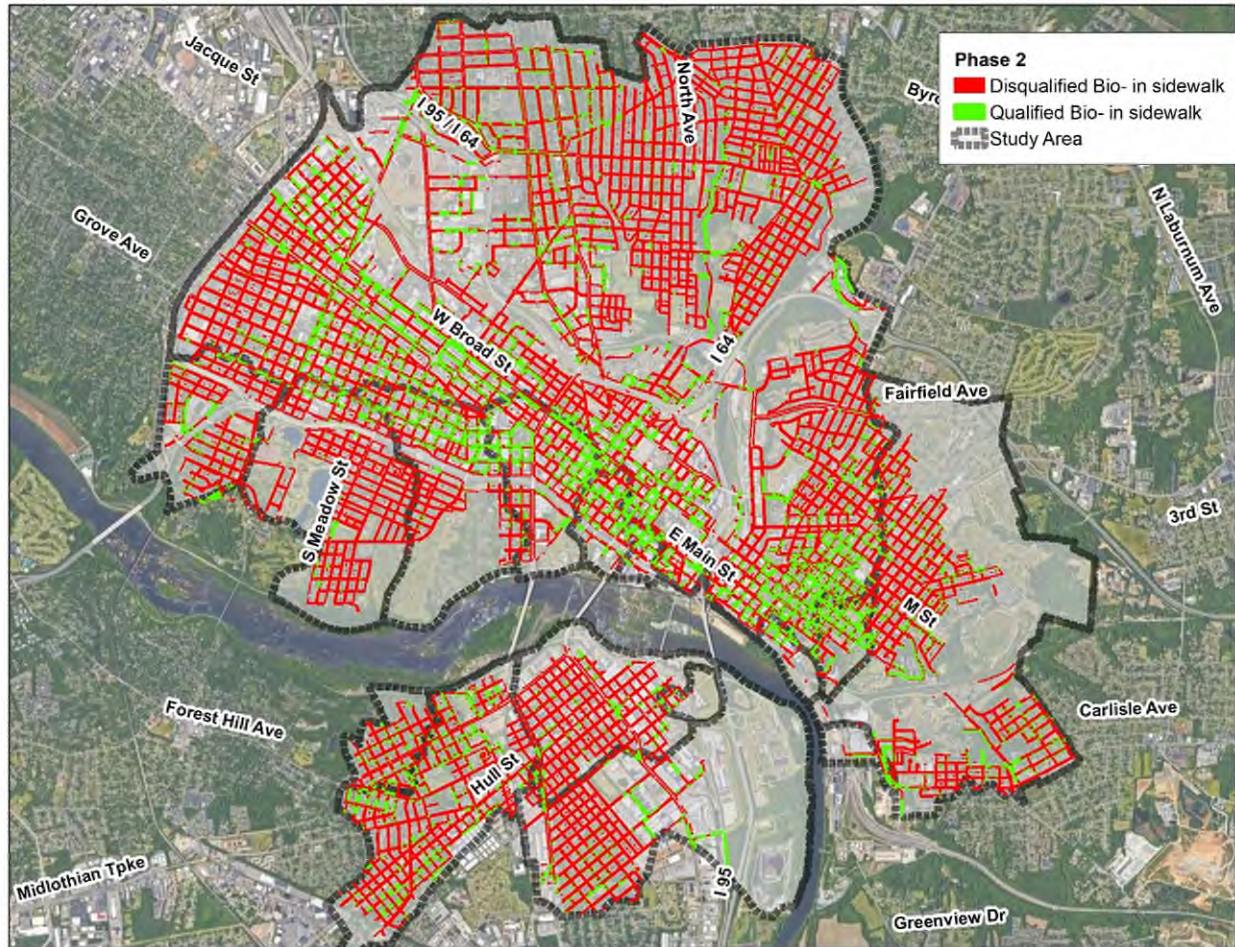 Phase 2
Disqualified Bio- in sidewalk
Qualified Bio- in sidewalk
Study Area
Jacque St
North Ave
I 95 / I 64
Grove Ave
N Laburnum Ave
W Broad St
I 64
Fairfield Ave
S Meadow St
3rd St
E Main St
M St
Forest Hill Ave
Carlisle Ave
Hull St
Midlothian Tpke
I 95
Greenview Dr